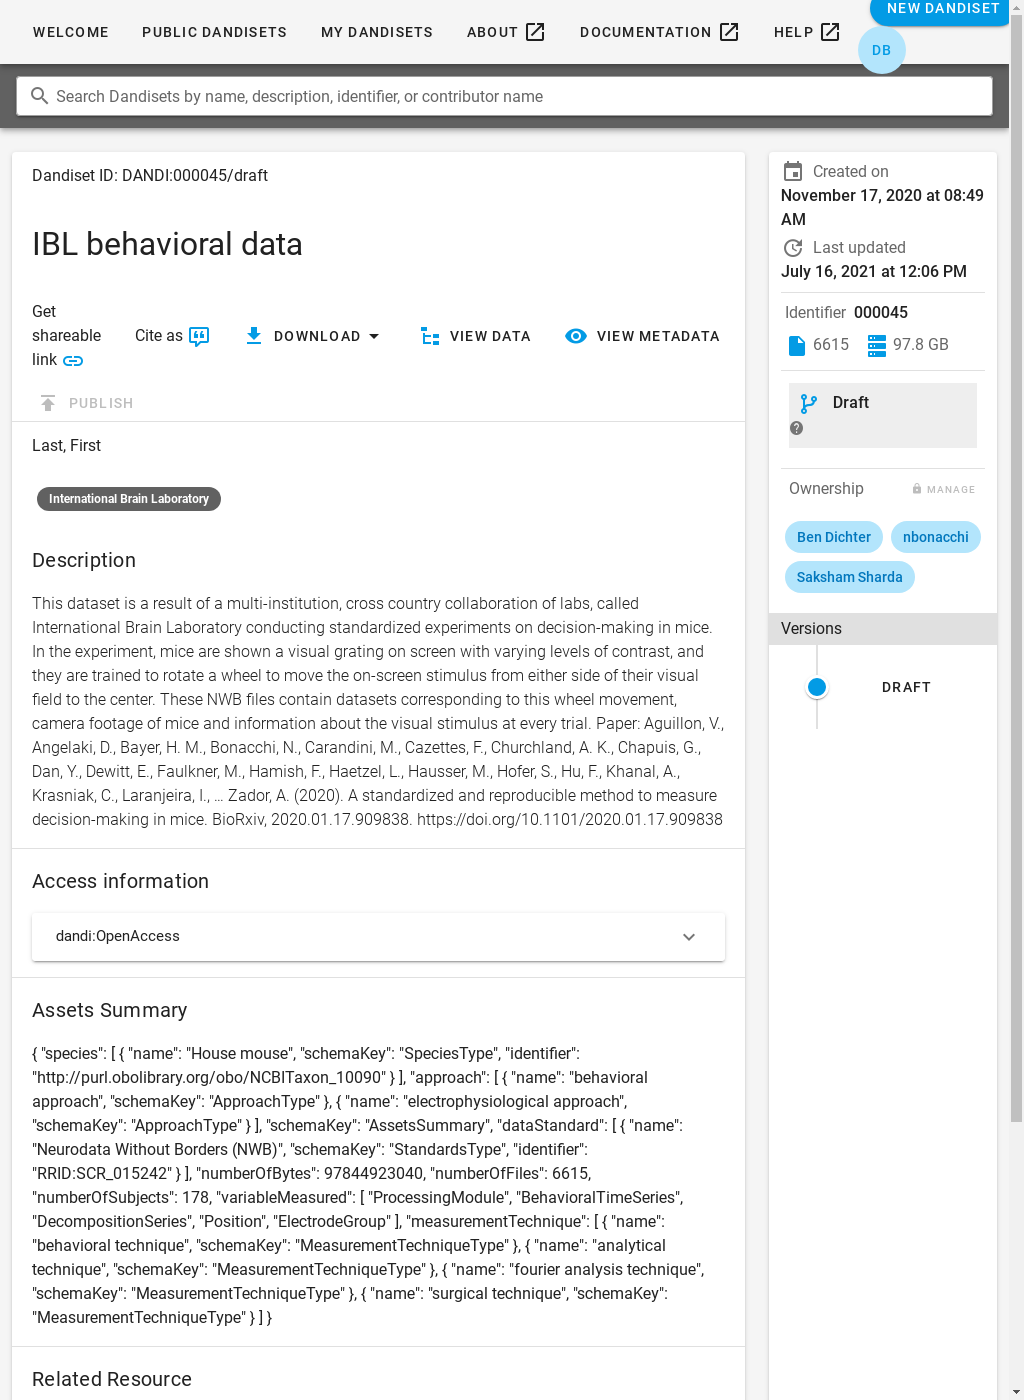 WELCOME
PUBLIC DANDISETS
MY DANDISETS
ABOUT
DOCUMENTATION
HELP
NEW DANDISET
DB
Search Dandisets by name, description, identifier, or contributor name
Dandiset ID: DANDI:000045/draft
IBL behavioral data
Get
shareable
link
Cite as
DOWNLOAD
VIEW DATA
VIEW METADATA
PUBLISH
Last, First
International Brain Laboratory
Description
This dataset is a result of a multi-institution, cross country collaboration of labs, called
International Brain Laboratory conducting standardized experiments on decision-making in mice.
In the experiment, mice are shown a visual grating on screen with varying levels of contrast, and
they are trained to rotate a wheel to move the on-screen stimulus from either side of their visual
field to the center. These NWB files contain datasets corresponding to this wheel movement,
camera footage of mice and information about the visual stimulus at every trial. Paper: Aguillon, V.,
Angelaki, D., Bayer, H. M., Bonacchi, N., Carandini, M., Cazettes, F., Churchland, A. K., Chapuis, G.,
Dan, Y., Dewitt, E., Faulkner, M., Hamish, F., Haetzel, L., Hausser, M., Hofer, S., Hu, F., Khanal, A.,
Krasniak, C., Laranjeira, I., … Zador, A. (2020). A standardized and reproducible method to measure
decision-making in mice. BioRxiv, 2020.01.17.909838. https://doi.org/10.1101/2020.01.17.909838
Access information
dandi:OpenAccess
Assets Summary
{ "species": [ { "name": "House mouse", "schemaKey": "SpeciesType", "identifier":
"http://purl.obolibrary.org/obo/NCBITaxon_10090" } ], "approach": [ { "name": "behavioral
approach", "schemaKey": "ApproachType" }, { "name": "electrophysiological approach",
"schemaKey": "ApproachType" } ], "schemaKey": "AssetsSummary", "dataStandard": [ { "name":
"Neurodata Without Borders (NWB)", "schemaKey": "StandardsType", "identifier":
"RRID:SCR_015242" } ], "numberOfBytes": 97844923040, "numberOfFiles": 6615,
"numberOfSubjects": 178, "variableMeasured": [ "ProcessingModule", "BehavioralTimeSeries",
"DecompositionSeries", "Position", "ElectrodeGroup" ], "measurementTechnique": [ { "name":
"behavioral technique", "schemaKey": "MeasurementTechniqueType" }, { "name": "analytical
technique", "schemaKey": "MeasurementTechniqueType" }, { "name": "fourier analysis technique",
"schemaKey": "MeasurementTechniqueType" }, { "name": "surgical technique", "schemaKey":
"MeasurementTechniqueType" } ] }
Related Resource
Created on
November 17, 2020 at 08:49
AM
Last updated
July 16, 2021 at 12:06 PM
Identifier 000045
6615
97.8 GB
Draft
Ownership
MANAGE
Ben Dichter
nbonacchi
Saksham Sharda
Versions
DRAFT